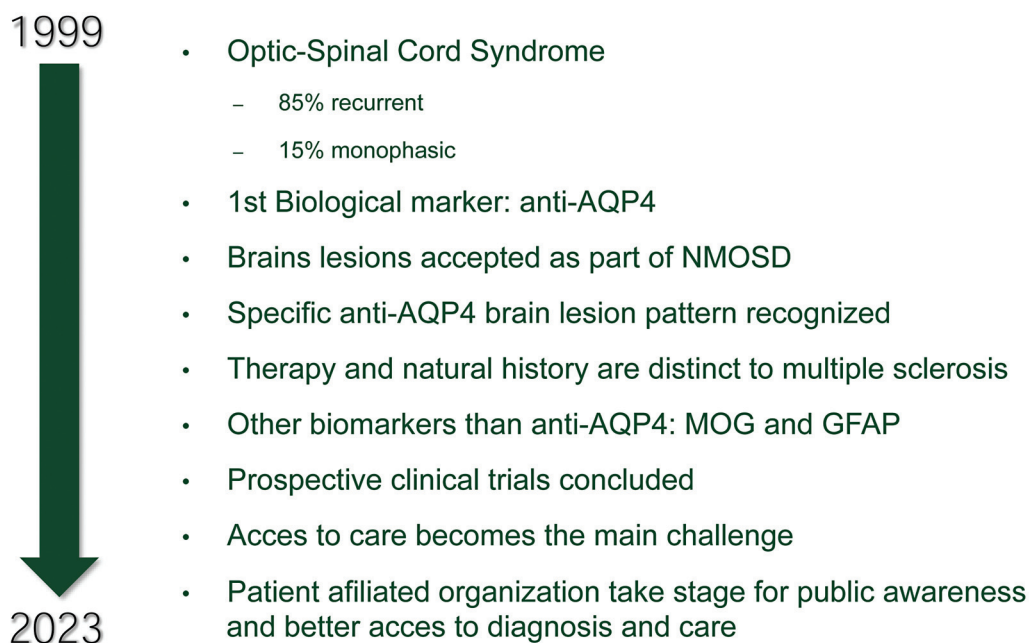 1999
• Optic-Spinal Cord Syndrome
– 85% recurrent
– 15% monophasic
• 1st Biological marker: anti-AQP4
• Brains lesions accepted as part of NMOSD
• Specific anti-AQP4 brain lesion pattern recognized
• Therapy and natural history are distinct to multiple sclerosis
• Other biomarkers than anti-AQP4: MOG and GFAP
• Prospective clinical trials concluded
• Acces to care becomes the main challenge
• Patient afiliated organization take stage for public awareness
and better acces to diagnosis and care
2023